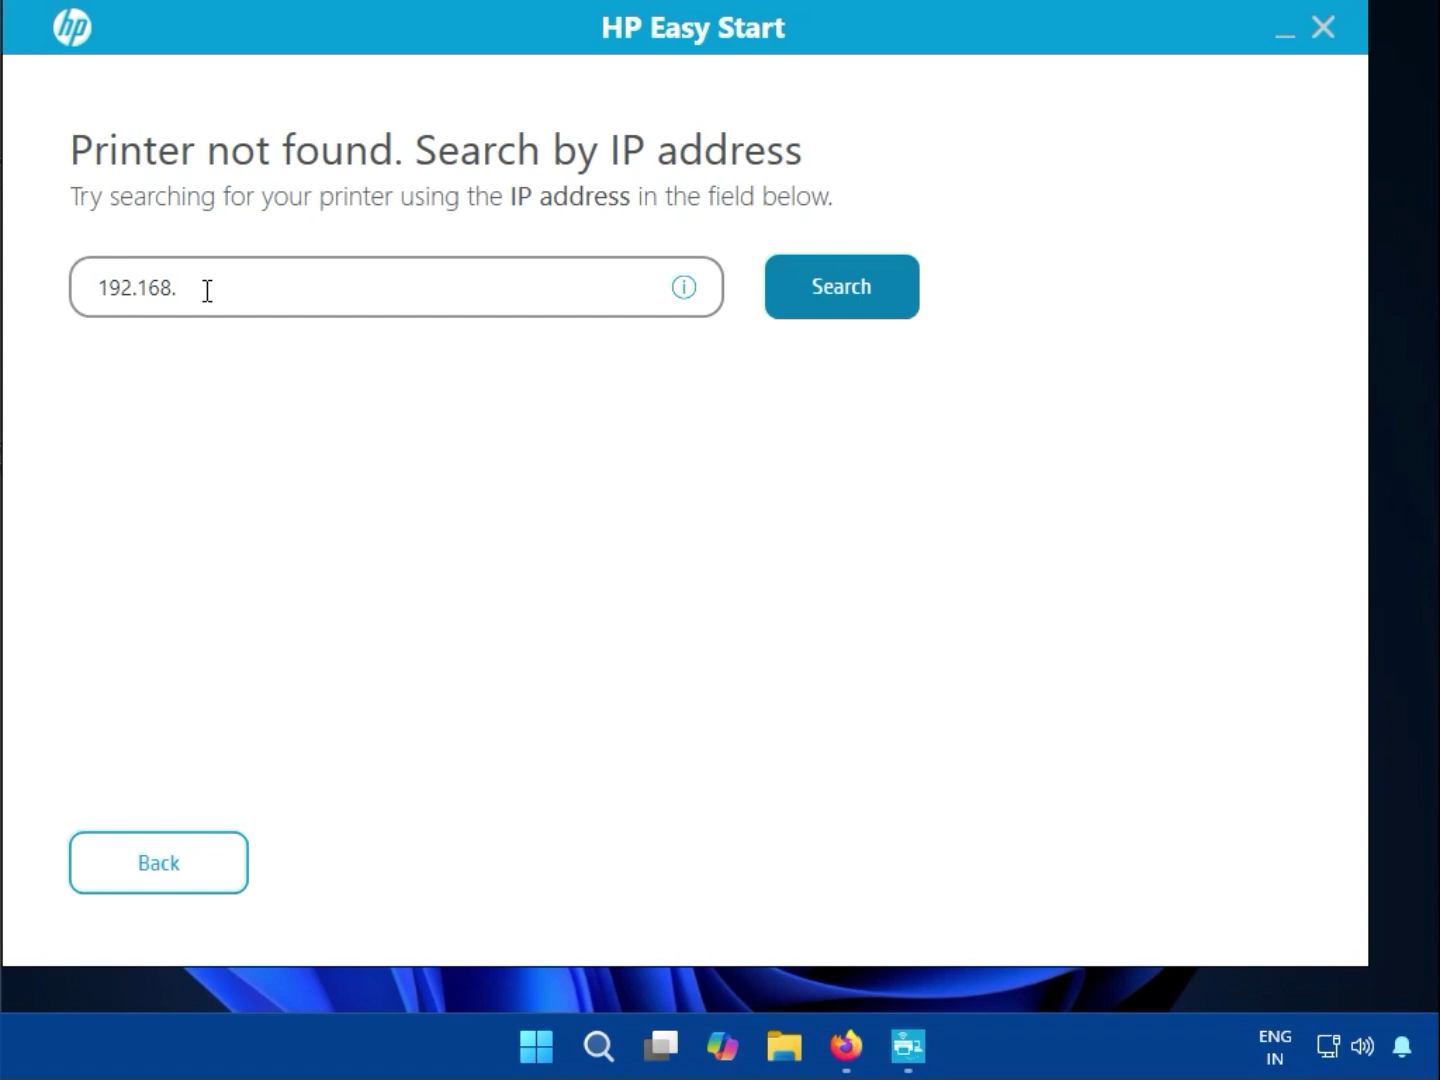 hp
HP Easy Start
Printer not found. Search by IP address
Try searching for your printer using the IP address in the field below.
192.168.
Search
Back
ENG
IN